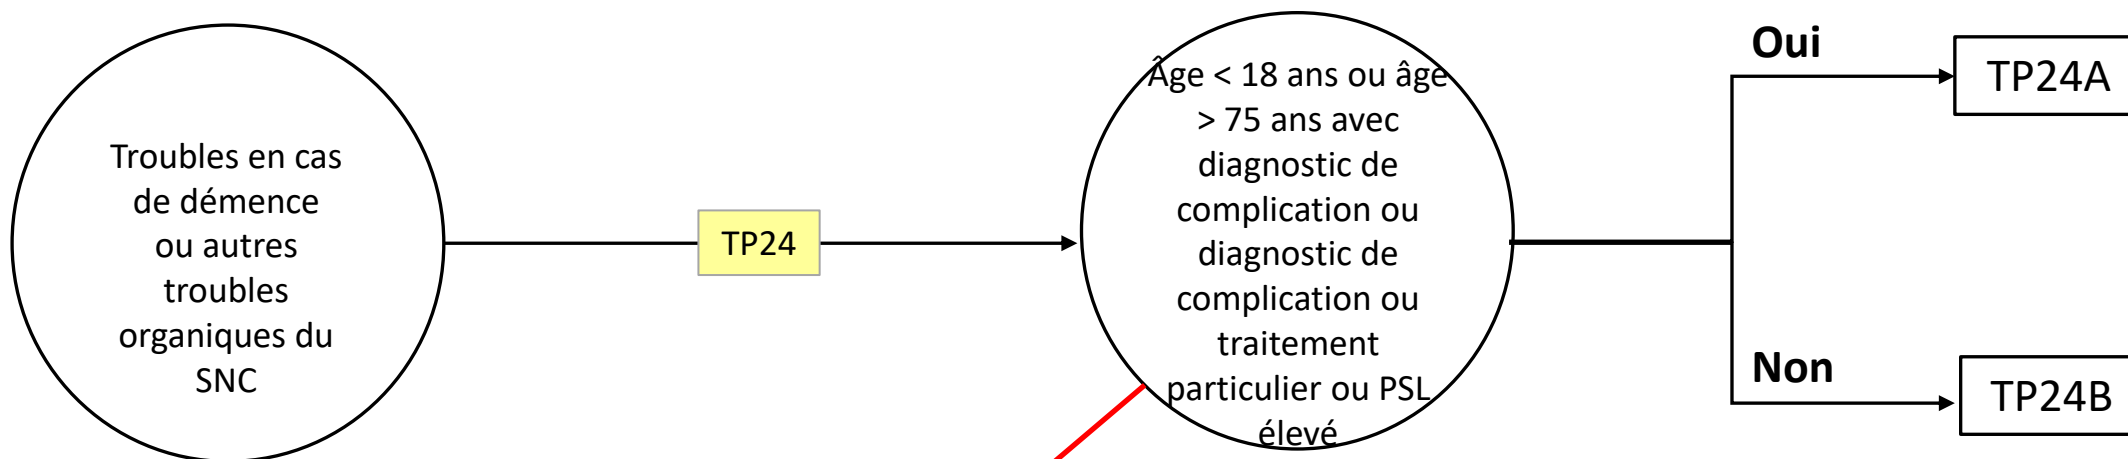 Troubles en cas
de démence
ou autres
troubles
organiques du
SNC
TP24
Âge < 18 ans ou âge
> 75 ans avec
diagnostic de
complication ou
diagnostic de
complication ou
traitement
particulier ou PSL
élevé
Oui
TP24A
Non
TP24B